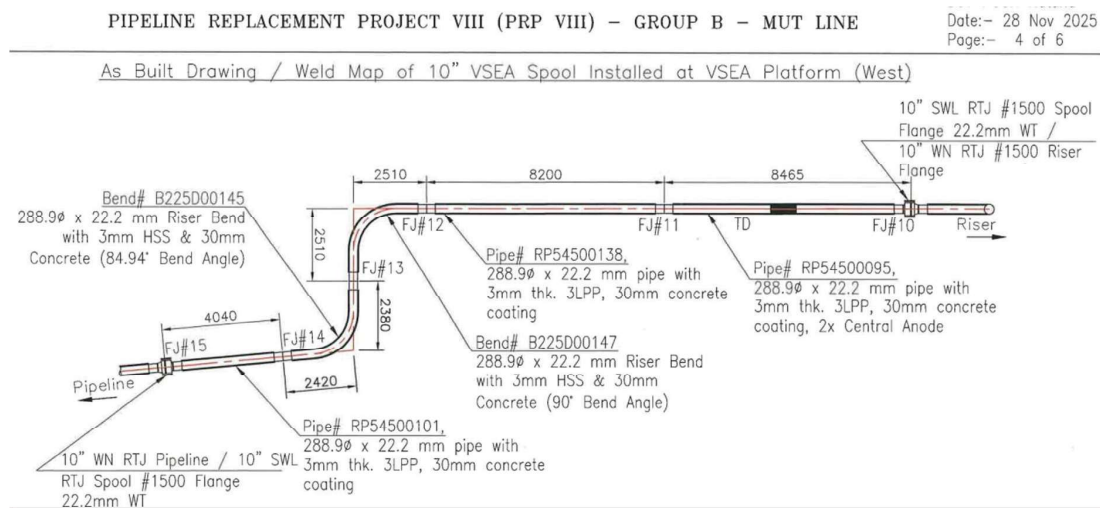 PIPELINE REPLACEMENT PROJECT VIII (PRP VIII) – GROUP B – MUT LINE
Date:- 28 Nov 2025
Page:- 4 of 6
As Built Drawing / Weld Map of 10" VSEA Spool Installed at VSEA Platform (West)
10" SWL RTJ #1500 Spool
Flange 22.2mm WT /
10" WN RTJ #1500 Riser
Flange
2510
8200
8465
Bend# B225D00145
288.9ø x 22.2 mm Riser Bend
with 3mm HSS & 30mm
Concrete (84.94° Bend Angle)
FJ#12
FJ#11
TD
FJ#10
Riser
2510
FJ#13
Pipe# RP54500138,
288.9ø x 22.2 mm pipe with
3mm thk. 3LPP, 30mm concrete
coating
Pipe# RP54500095,
288.9ø x 22.2 mm pipe with
3mm thk. 3LPP, 30mm concrete
coating, 2x Central Anode
2380
4040
FJ#15
FJ#14
Bend# B225D00147
288.9ø x 22.2 mm Riser Bend
with 3mm HSS & 30mm
Concrete (90° Bend Angle)
Pipeline
2420
Pipe# RP54500101,
288.9ø x 22.2 mm pipe with
3mm thk. 3LPP, 30mm concrete
coating
10" WN RTJ Pipeline / 10" SWL
RTJ Spool #1500 Flange
22.2mm WT